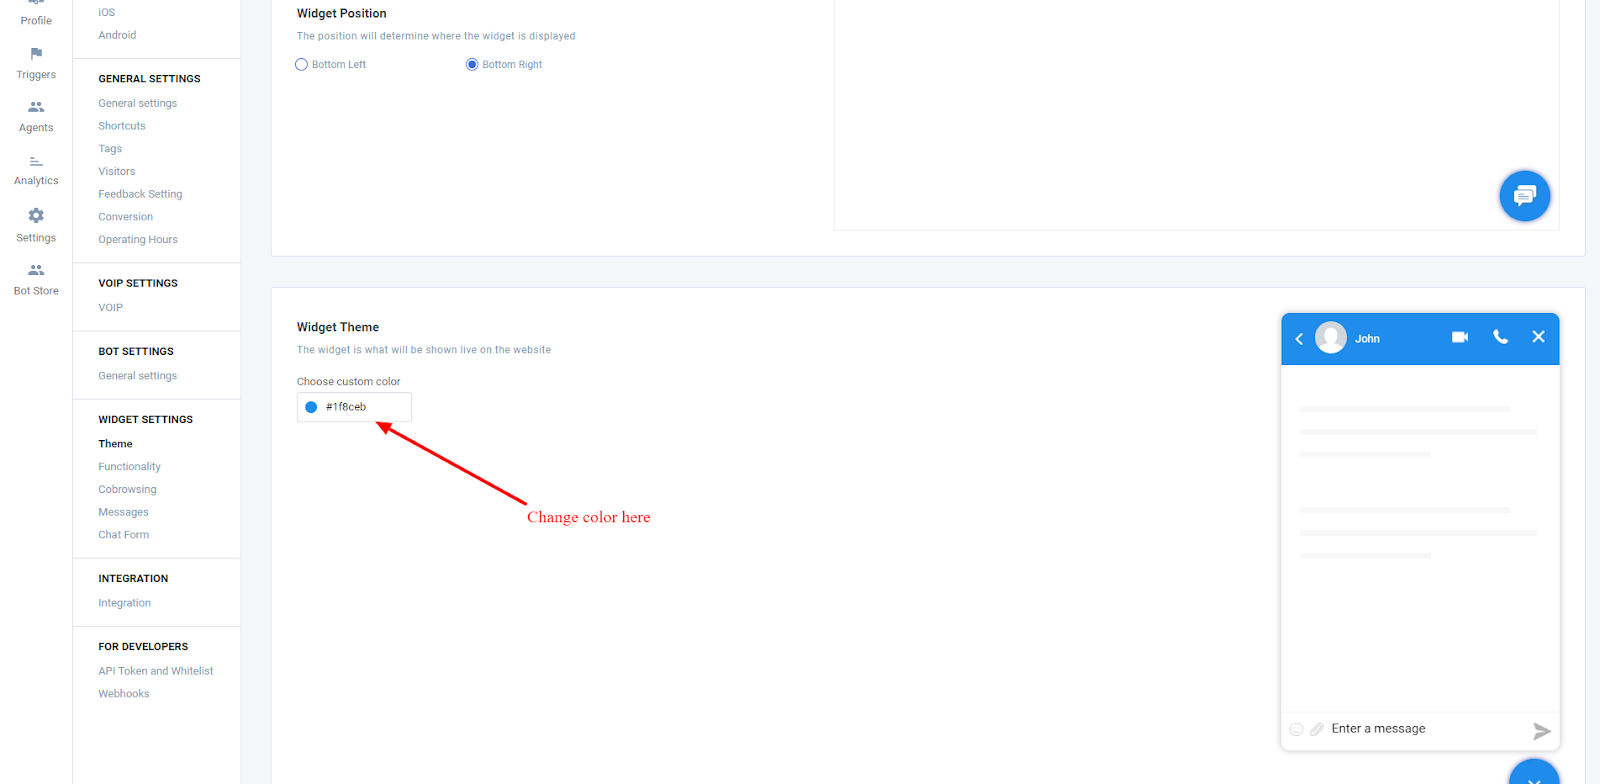 Profile
Triggers
Agents
Analytics
Settings
Bot Store
iOS
Android
GENERAL SETTINGS
General settings
Shortcuts
Tags
Visitors
Feedback Setting
Conversion
Operating Hours
VOIP SETTINGS
VOIP
BOT SETTINGS
General settings
WIDGET SETTINGS
Theme
Functionality
Cobrowsing
Messages
Chat Form
INTEGRATION
Integration
FOR DEVELOPERS
API Token and Whitelist
Webhooks
Widget Position
The position will determine where the widget is displayed
Bottom Left
Bottom Right
Widget Theme
The widget is what will be shown live on the website
Choose custom color
#1f8ceb
Change color here
John
Enter a message